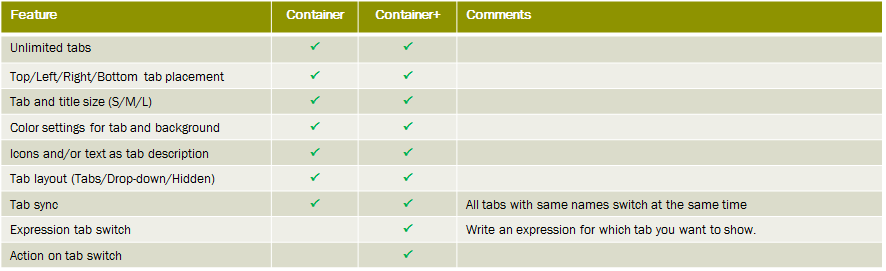 Feature Container Container+ Comments
Unlimited tabs ✓ ✓
Top/Left/Right/Bottom tab placement ✓ ✓
Tab and title size (S/M/L) ✓ ✓
Color settings for tab and background ✓ ✓
Icons and/or text as tab description ✓ ✓
Tab layout (Tabs/Drop-down/Hidden) ✓ ✓
Tab sync ✓ ✓ All tabs with same names switch at the same time
Expression tab switch ✓ Write an expression for which tab you want to show.
Action on tab switch ✓